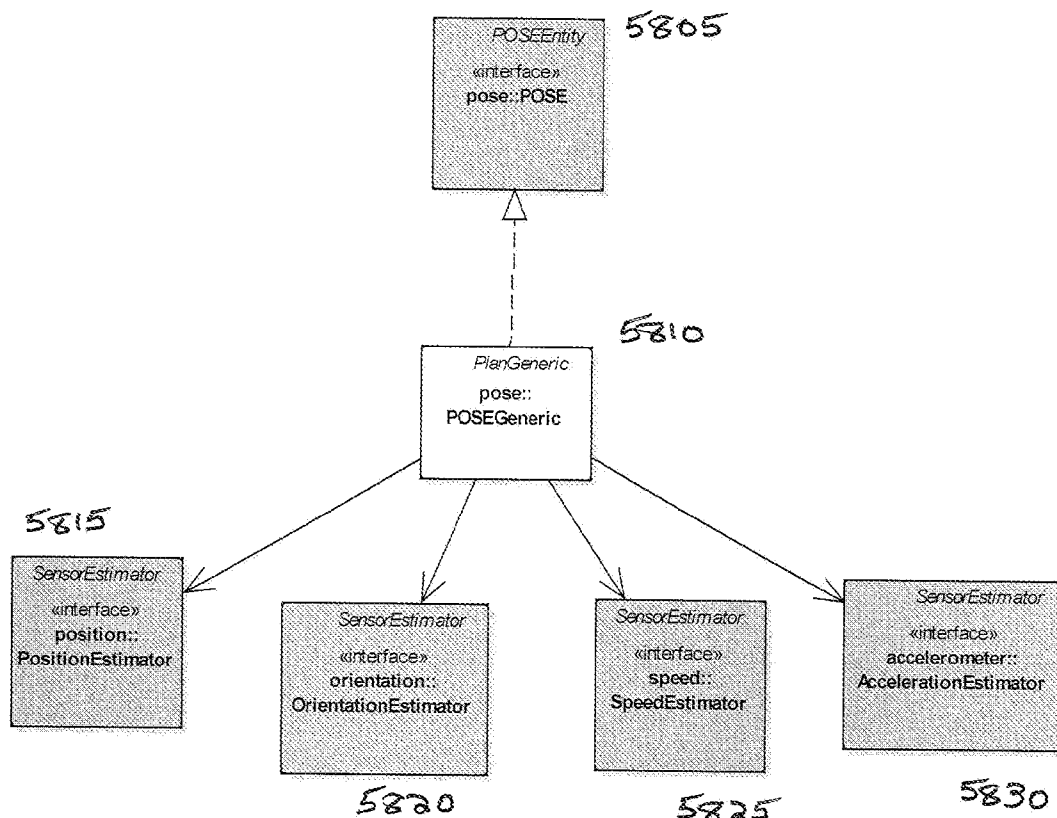 5805
POSEEntity
«interface»
pose::POSE
5810
PlanGeneric
pose::
POSEGeneric
5815
SensorEstimator
«interface»
position::
PositionEstimator
SensorEstimator
«interface»
orientation::
OrientationEstimator
5820
SensorEstimator
«interface»
speed::
SpeedEstimator
5825
SensorEstimator
«interface»
accelerometer::
AccelerationEstimator
5830